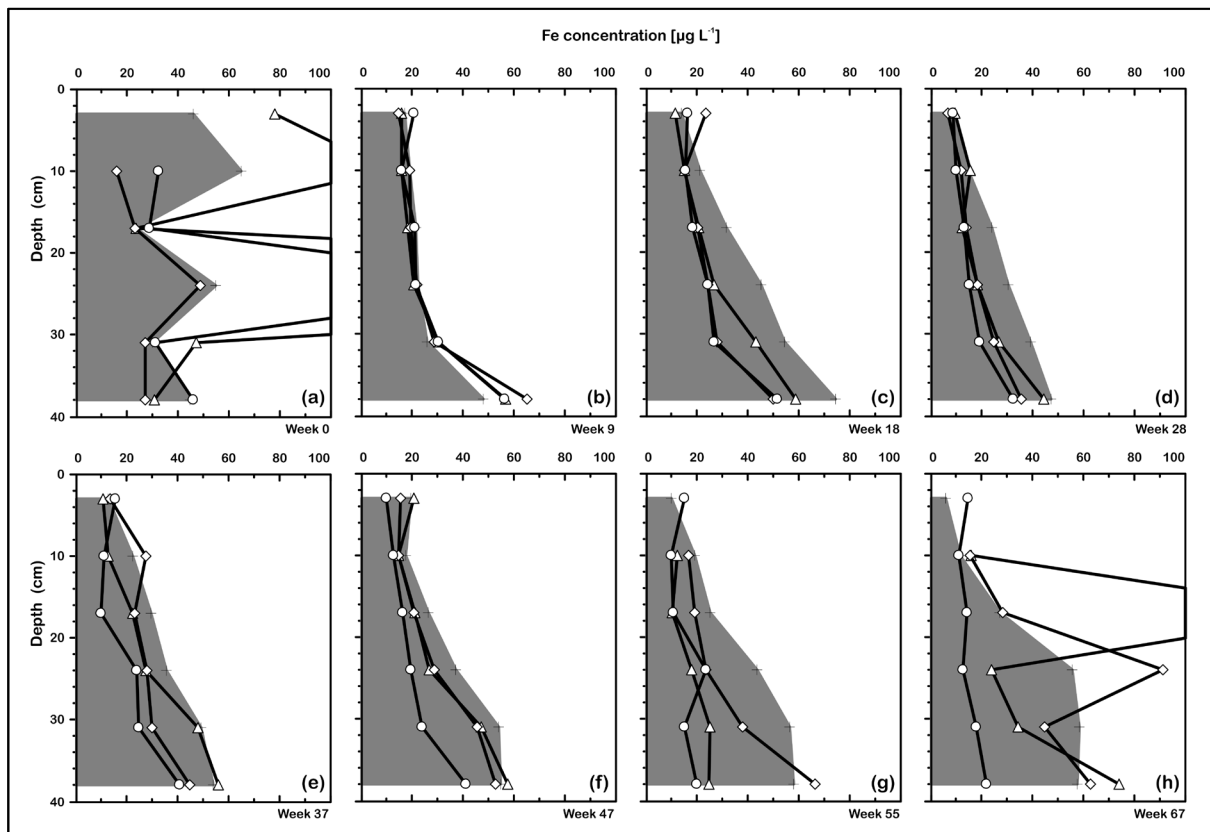 Fe concentration [µg L⁻¹]
0 20 40 60 80 100 0 20 40 60 80 100 0 20 40 60 80 100 0 20 40 60 80 100
0
10
20
30
40
Depth (cm)
(a) (b) (c) (d)
Week 0 Week 9 Week 18 Week 28
0 20 40 60 80 100 0 20 40 60 80 100 0 20 40 60 80 100 0 20 40 60 80 100
0
10
20
30
40
Depth (cm)
(e) (f) (g) (h)
Week 37 Week 47 Week 55 Week 67